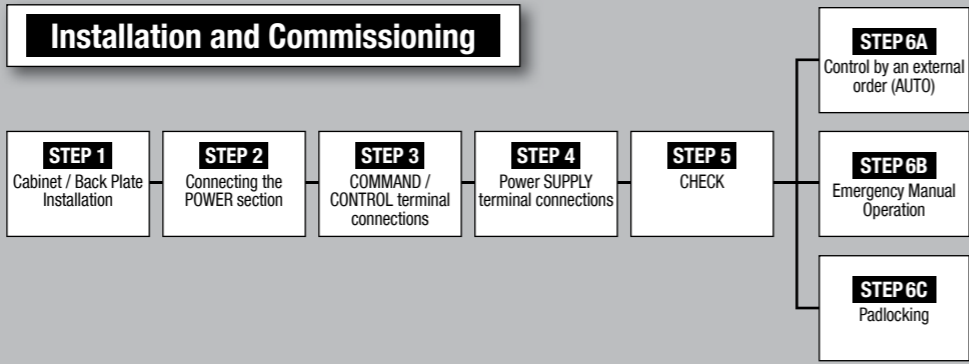 Installation and Commissioning
STEP 1
Cabinet / Back Plate
Installation
STEP 2
Connecting the
POWER section
STEP 3
COMMAND /
CONTROL terminal
connections
STEP 4
Power SUPPLY
terminal connections
STEP 5
CHECK
STEP 6A
Control by an external
order (AUTO)
STEP 6B
Emergency Manual
Operation
STEP 6C
Padlocking